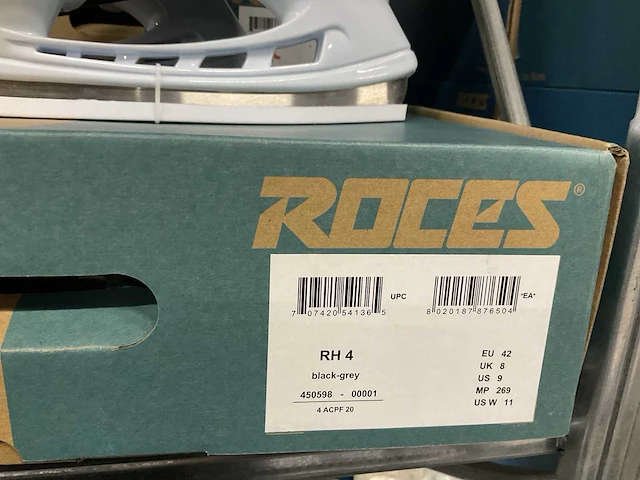 ROCES®
7 07420 54136 5 UPC
8 020187 876504 *EA*
RH 4
black-grey
450598 - 00001
4 ACPF 20
EU 42
UK 8
US 9
MP 269
US W 11